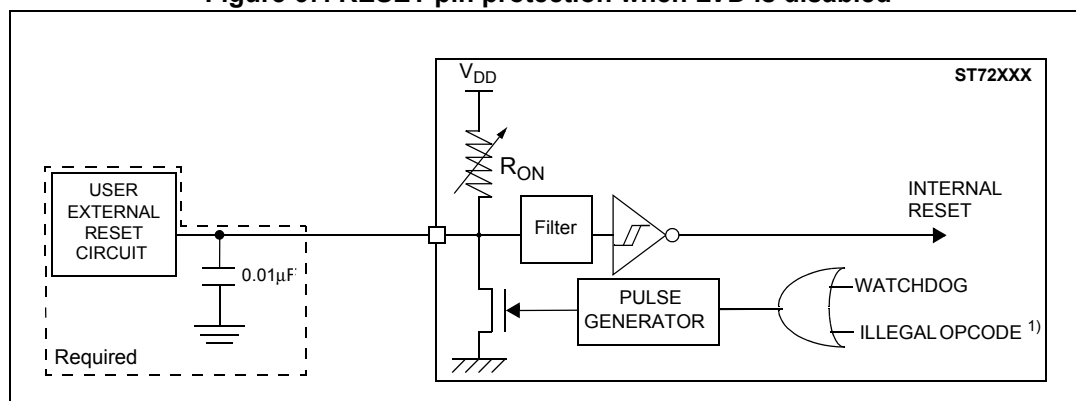 Figure RESET pin protection when LVD is disabled
VDD
ST72XXX
RON
USER
EXTERNAL
RESET
CIRCUIT
0.01μF
Required
Filter
INTERNAL
RESET
PULSE
GENERATOR
WATCHDOG
ILLEGAL OPCODE 1)